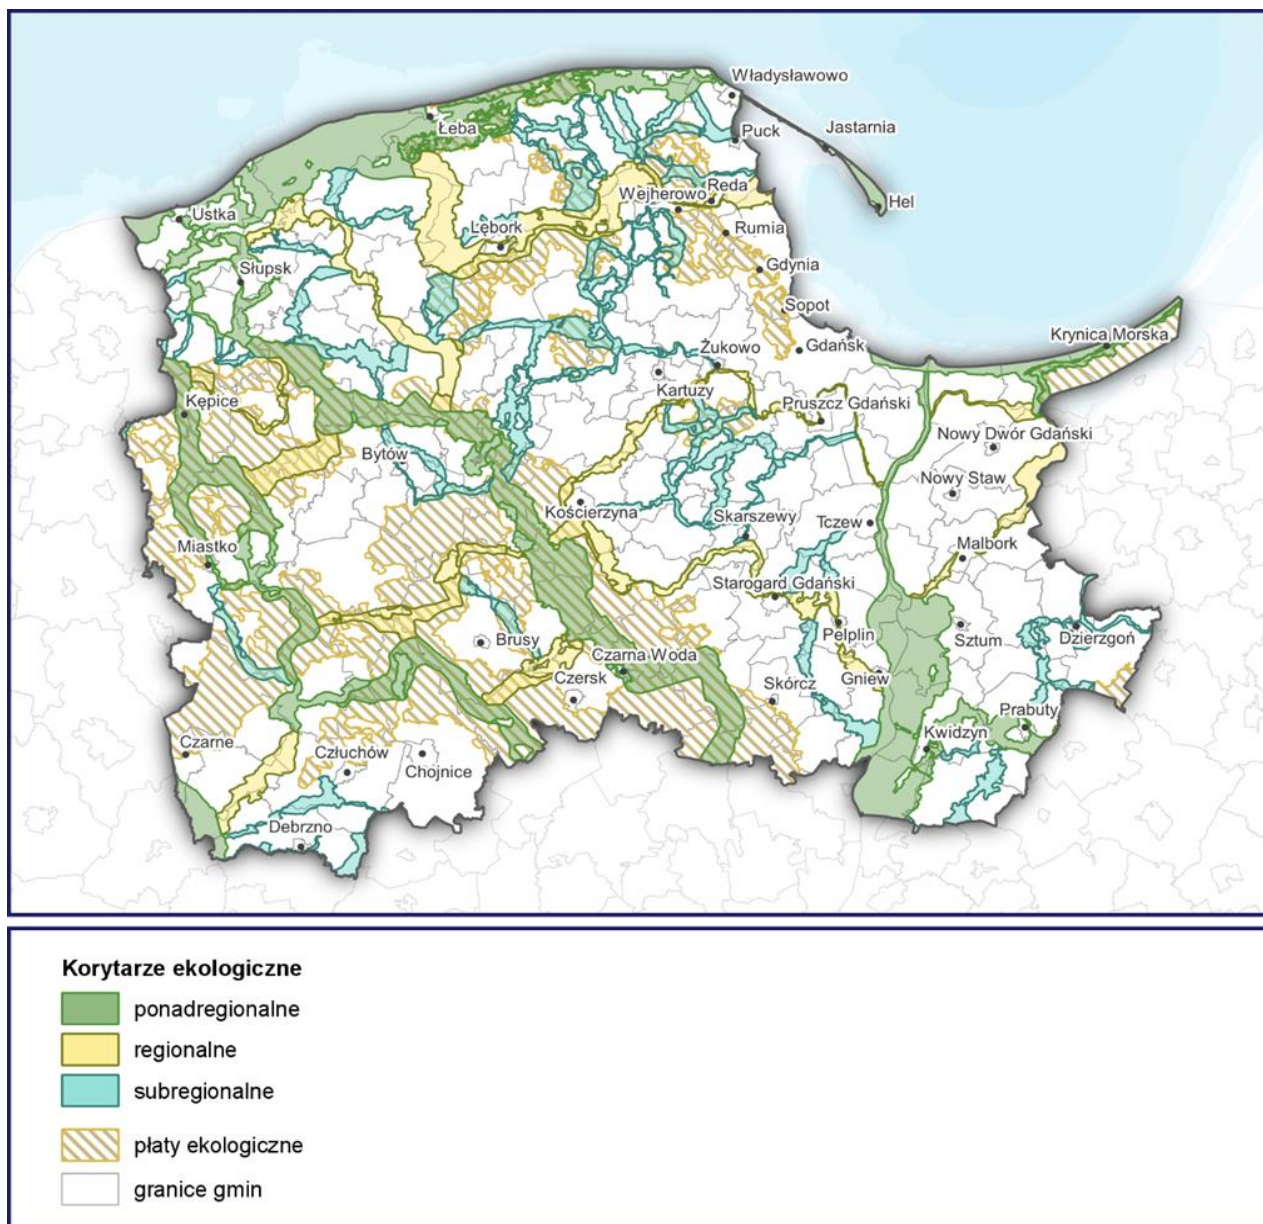 Władysławowo
Łeba
Puck
Jastarnia
Wejherowo
Reda
Hel
Ustka
Lębork
Rumia
Słupsk
Gdynia
Sopot
Krynica Morska
Żukowo
Gdańsk
Kartuzy
Kępice
Pruszcz Gdański
Nowy Dwór Gdański
Bytów
Nowy Staw
Kościerzyna
Skarszewy
Tczew
Miastko
Malbork
Starogard Gdański
Brusy
Pelplin
Sztum
Dzierzgoń
Czarna Woda
Czersk
Skórcz
Gniew
Prabuty
Czarne
Człuchów
Chojnice
Kwidzyn
Debrzno
Korytarze ekologiczne
ponadregionalne
regionalne
subregionalne
płaty ekologiczne
granice gmin